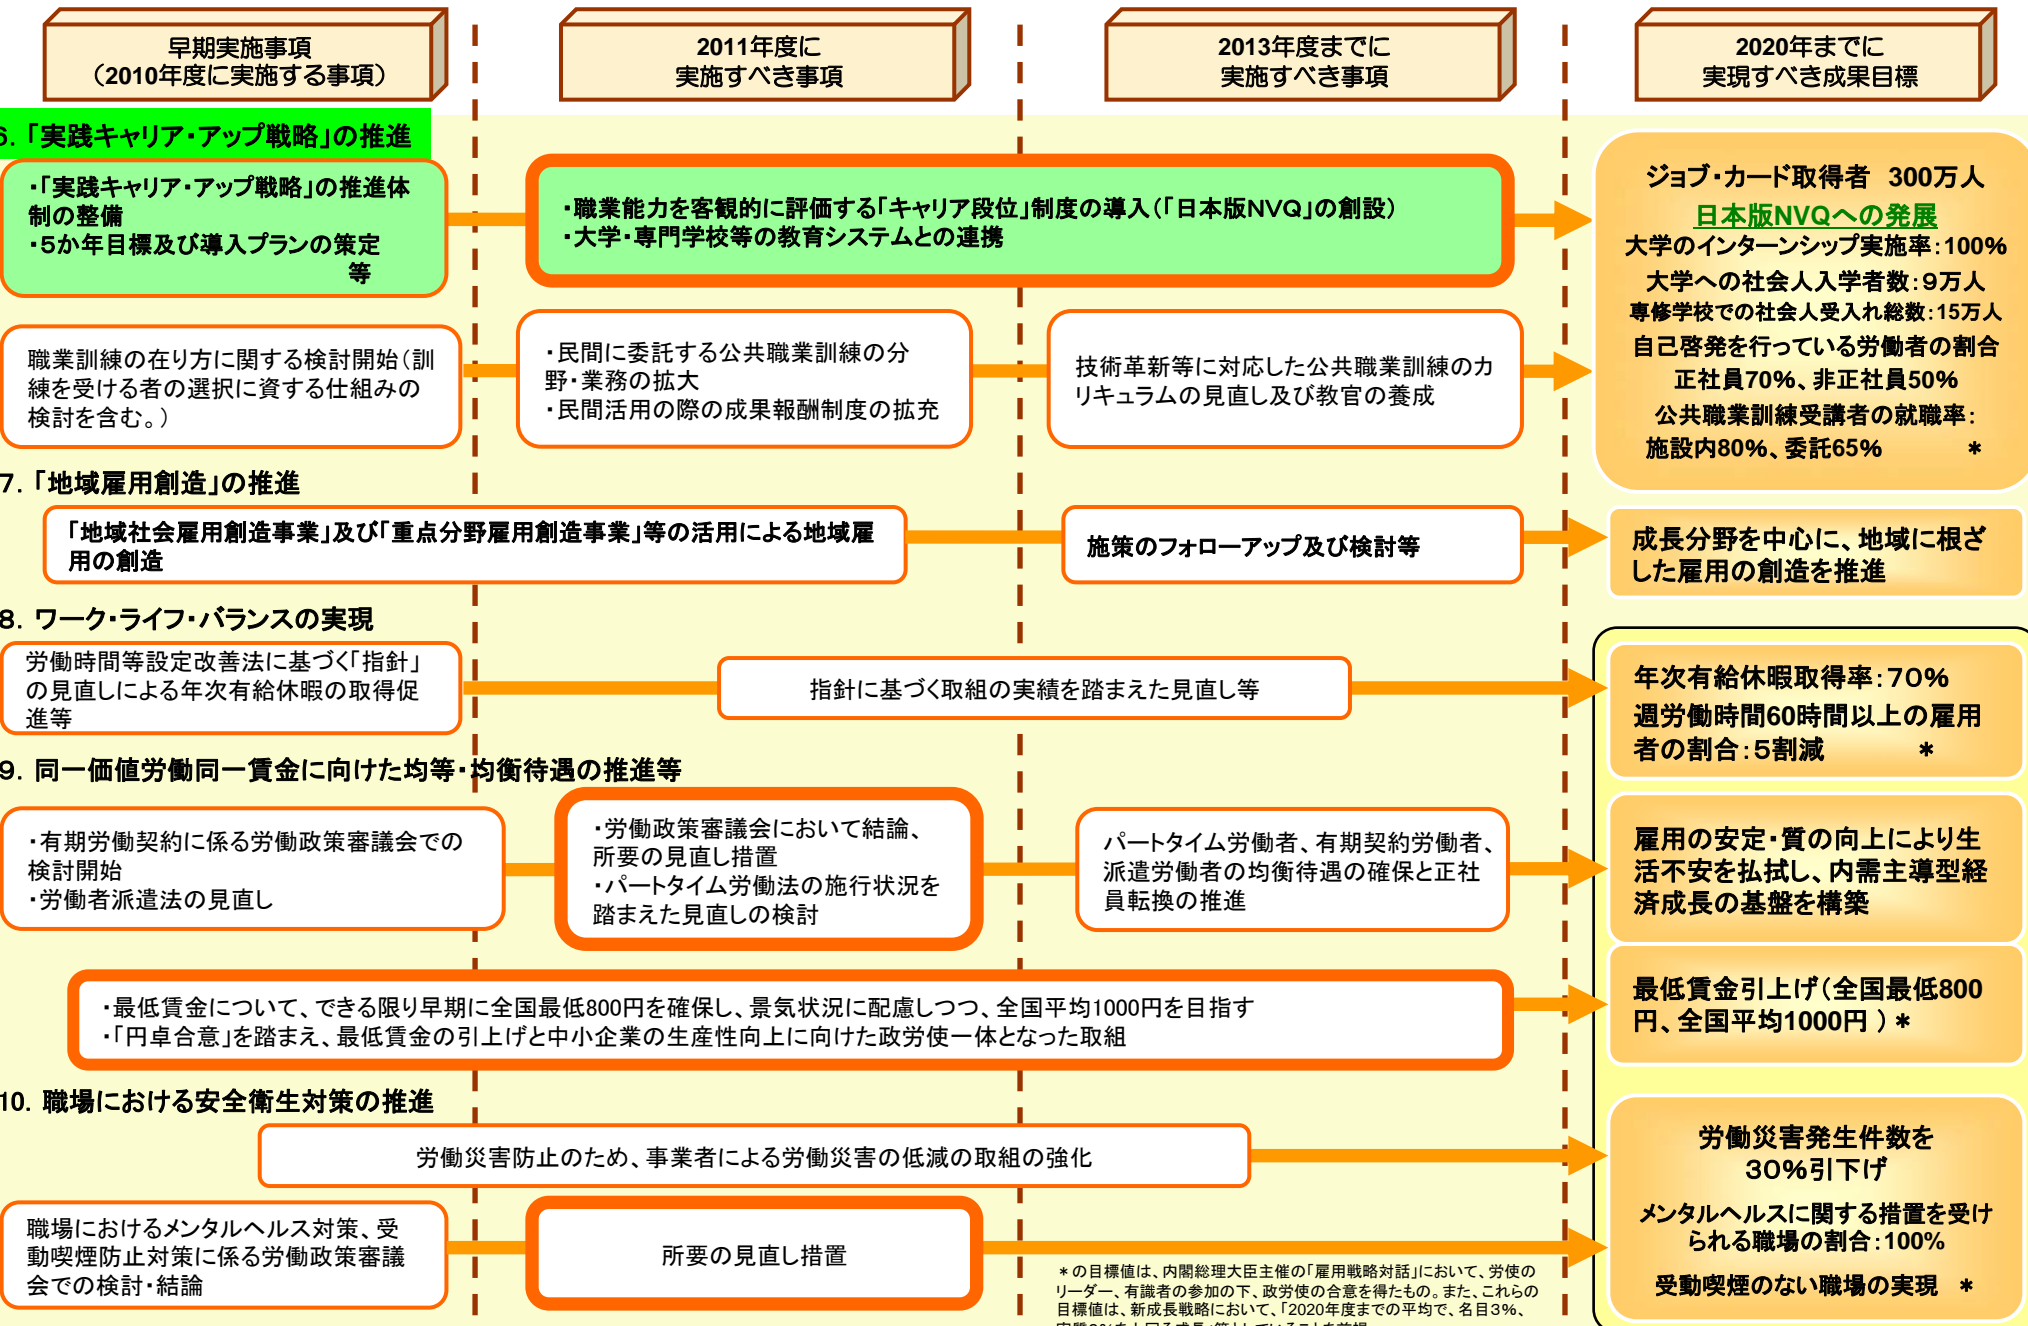 早期実施事項
（2010年度に実施する事項）
2011年度に
実施すべき事項
2013年度までに
実施すべき事項
2020年までに
実現すべき成果目標
6．「実践キャリア・アップ戦略」の推進
・「実践キャリア・アップ戦略」の推進体
制の整備
・５か年目標及び導入プランの策定
等
・職業能力を客観的に評価する「キャリア段位」制度の導入（「日本版ＮＶＱ」の創設）
・大学・専門学校等の教育システムとの連携
ジョブ・カード取得者　300万人
日本版NVQへの発展
大学のインターンシップ実施率：100％
大学への社会人入学者数：９万人
専修学校での社会人受入れ総数：15万人
自己啓発を行っている労働者の割合
正社員70％、非正社員50％
公共職業訓練受講者の就職率：
施設内80％、委託65％　　　＊
職業訓練の在り方に関する検討開始（訓
練を受ける者の選択に資する仕組みの
検討を含む。）
・民間に委託する公共職業訓練の分
野・業務の拡大
・民間活用の際の成果報酬制度の拡充
技術革新等に対応した公共職業訓練のカ
リキュラムの見直し及び教官の養成
7．「地域雇用創造」の推進
「地域社会雇用創造事業」及び「重点分野雇用創造事業」等の活用による地域雇
用の創造
施策のフォローアップ及び検討等
成長分野を中心に、地域に根ざ
した雇用の創造を推進
8．ワーク・ライフ・バランスの実現
労働時間等設定改善法に基づく「指針」
の見直しによる年次有給休暇の取得促
進等
指針に基づく取組の実績を踏まえた見直し等
年次有給休暇取得率：７０％
週労働時間60時間以上の雇用
者の割合：５割減　　　＊
9．同一価値労働同一賃金に向けた均等・均衡待遇の推進等
・有期労働契約に係る労働政策審議会での
検討開始
・労働者派遣法の見直し
・労働政策審議会において結論、
所要の見直し措置
・パートタイム労働法の施行状況を
踏まえた見直しの検討
パートタイム労働者、有期契約労働者、
派遣労働者の均衡待遇の確保と正社
員転換の推進
雇用の安定・質の向上により生
活不安を払拭し、内需主導型経
済成長の基盤を構築
・最低賃金について、できる限り早期に全国最低800円を確保し、景気状況に配慮しつつ、全国平均1000円を目指す
・「円卓合意」を踏まえ、最低賃金の引上げと中小企業の生産性向上に向けた政労使一体となった取組
最低賃金引上げ（全国最低800
円、全国平均1000円 ）＊
10．職場における安全衛生対策の推進
労働災害防止のため、事業者による労働災害の低減の取組の強化
労働災害発生件数を
３０％引下げ
メンタルヘルスに関する措置を受け
られる職場の割合：100％
受動喫煙のない職場の実現　＊
職場におけるメンタルヘルス対策、受
動喫煙防止対策に係る労働政策審議
会での検討・結論
所要の見直し措置
＊の目標値は、内閣総理大臣主催の「雇用戦略対話」において、労使の
リーダー、有識者の参加の下、政労使の合意を得たもの。また、これらの
目標値は、新成長戦略において、「2020年度までの平均で、名目３％、